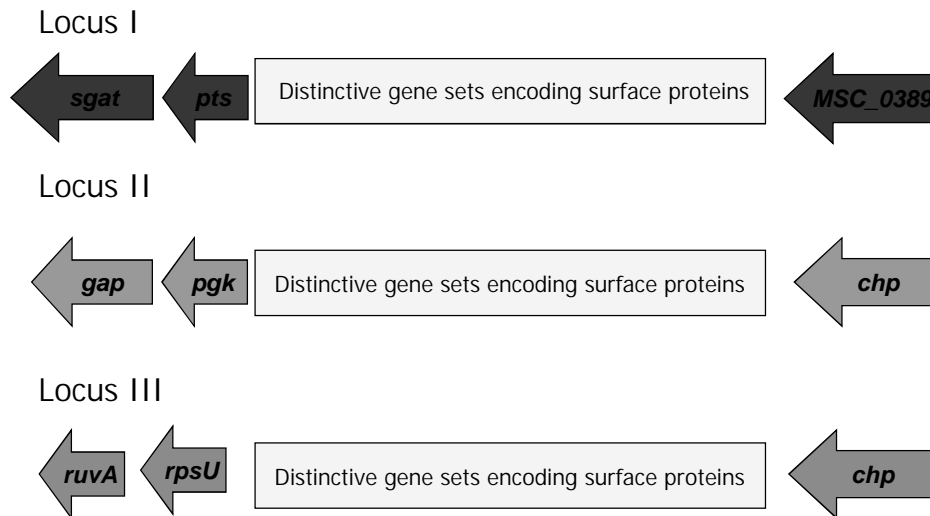 Locus I
sgat pts Distinctive gene sets encoding surface proteins MSC_0389
Locus II
gap pgk Distinctive gene sets encoding surface proteins chp
Locus III
ruvA rpsU Distinctive gene sets encoding surface proteins chp